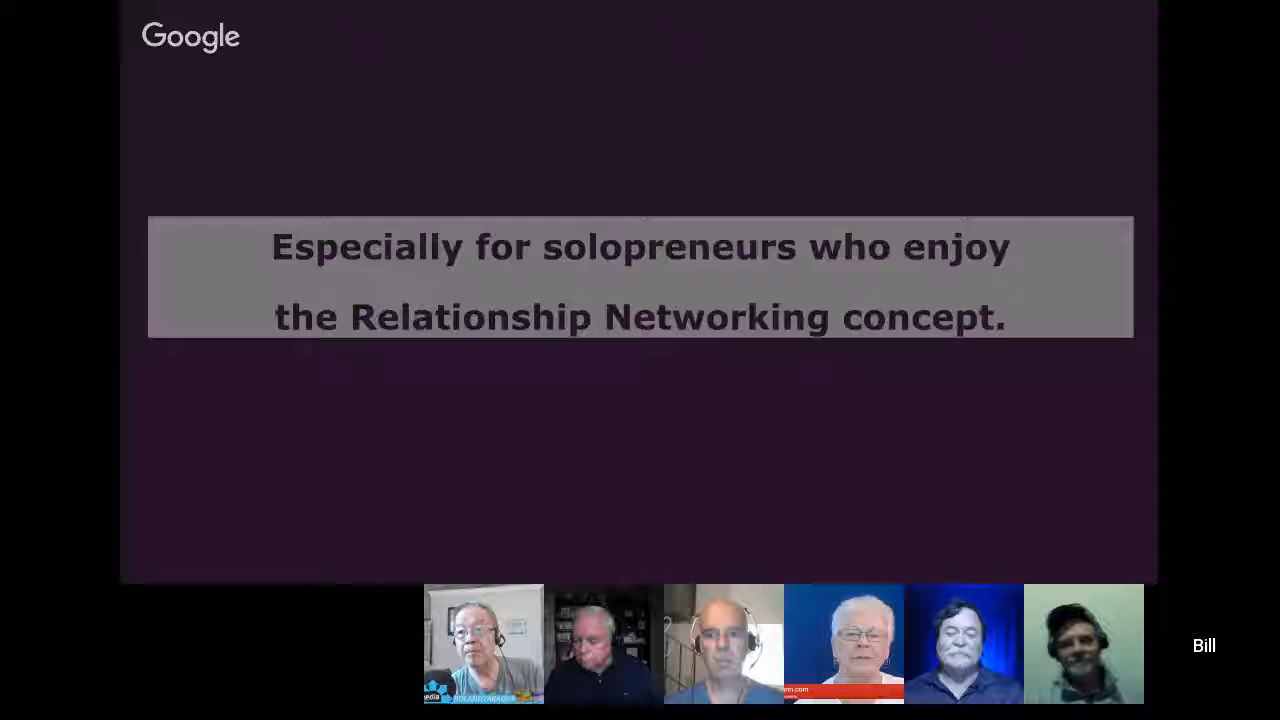 Google
Especially for solopreneurs who enjoy
the Relationship Networking concept.
Bill